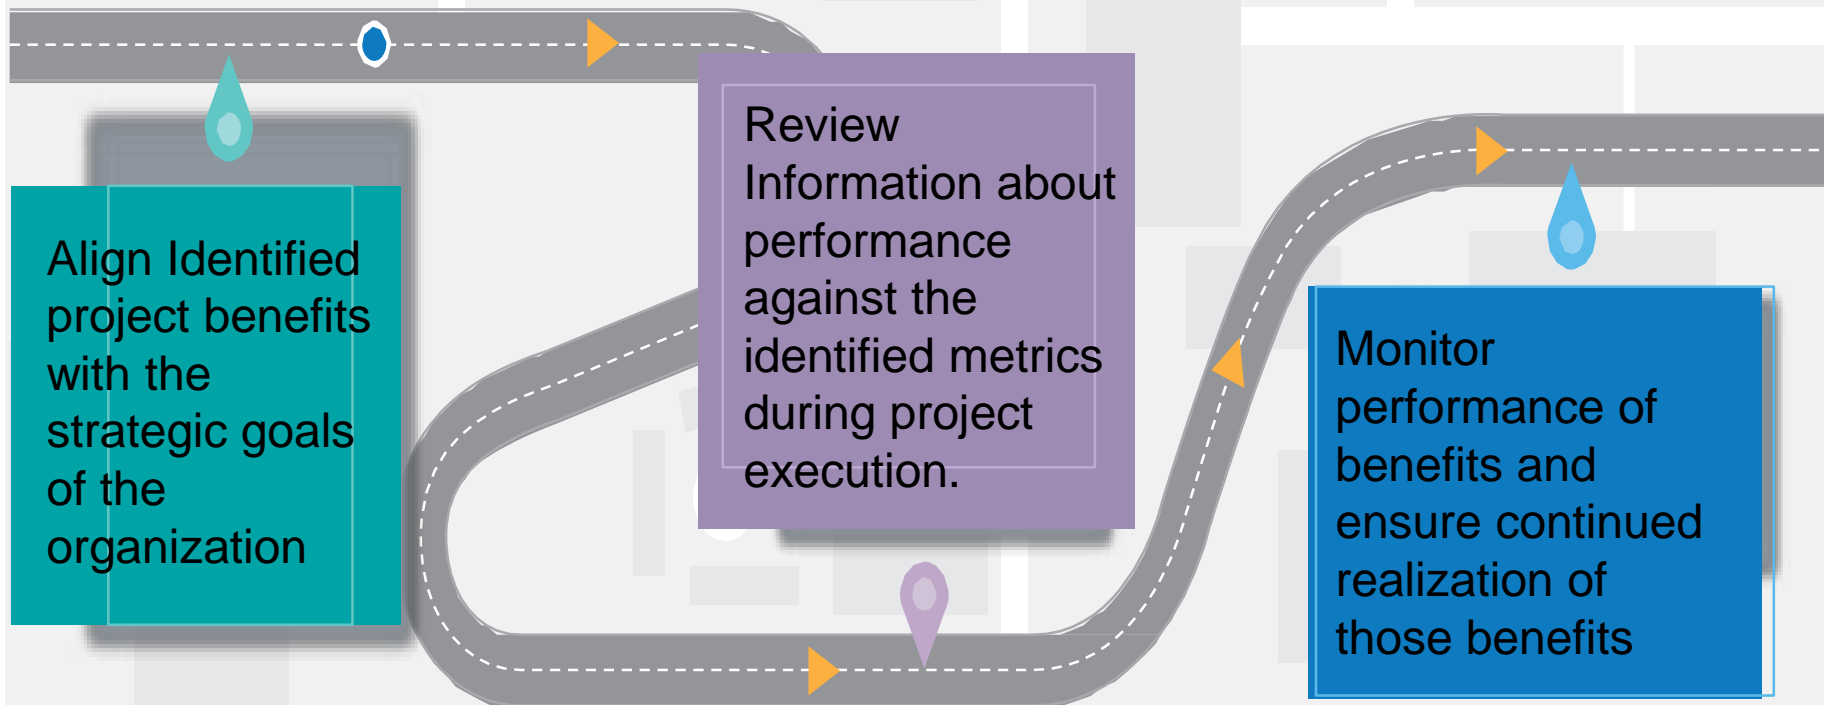 Align Identified
project benefits
with the
strategic goals
of the
organization
Review
Information about
performance
against the
identified metrics
during project
execution.
Monitor
performance of
benefits and
ensure continued
realization of
those benefits